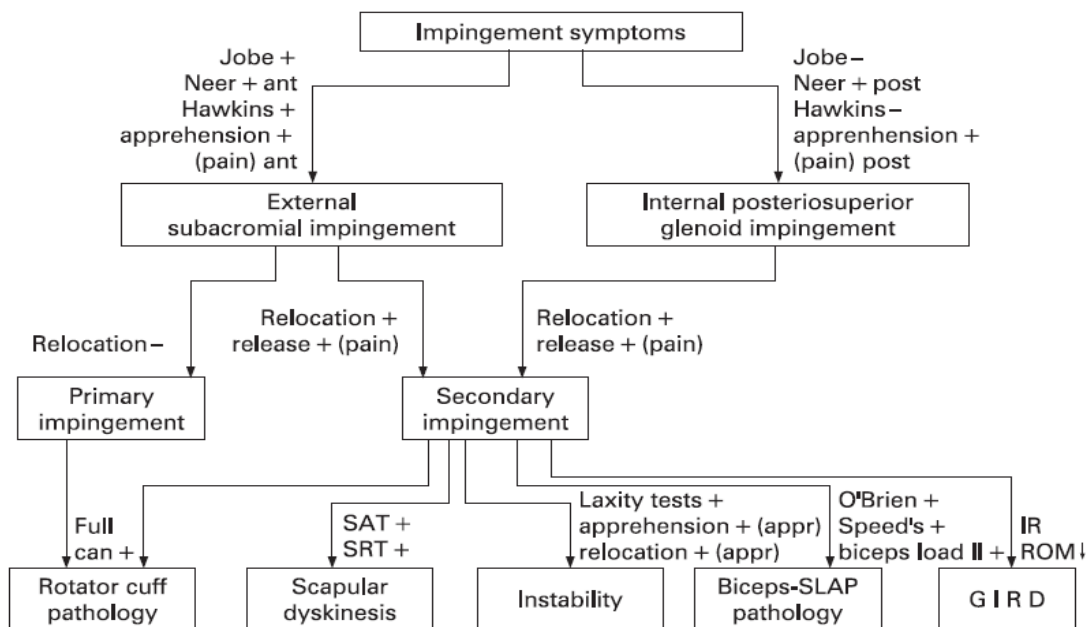 Impingement symptoms
Jobe +
Neer + ant
Hawkins +
apprehension +
(pain) ant
Jobe–
Neer + post
Hawkins–
apprenhension +
(pain) post
External
subacromial impingement
Internal posteriosuperior
glenoid impingement
Relocation–
Relocation +
release + (pain)
Relocation +
release + (pain)
Primary
impingement
Secondary
impingement
Full
can +
SAT +
SRT +
Laxity tests +
apprehension + (appr)
relocation + (appr)
O'Brien +
Speed's +
biceps load II +
IR
ROM↓
Rotator cuff
pathology
Scapular
dyskinesis
Instability
Biceps-SLAP
pathology
G I R D